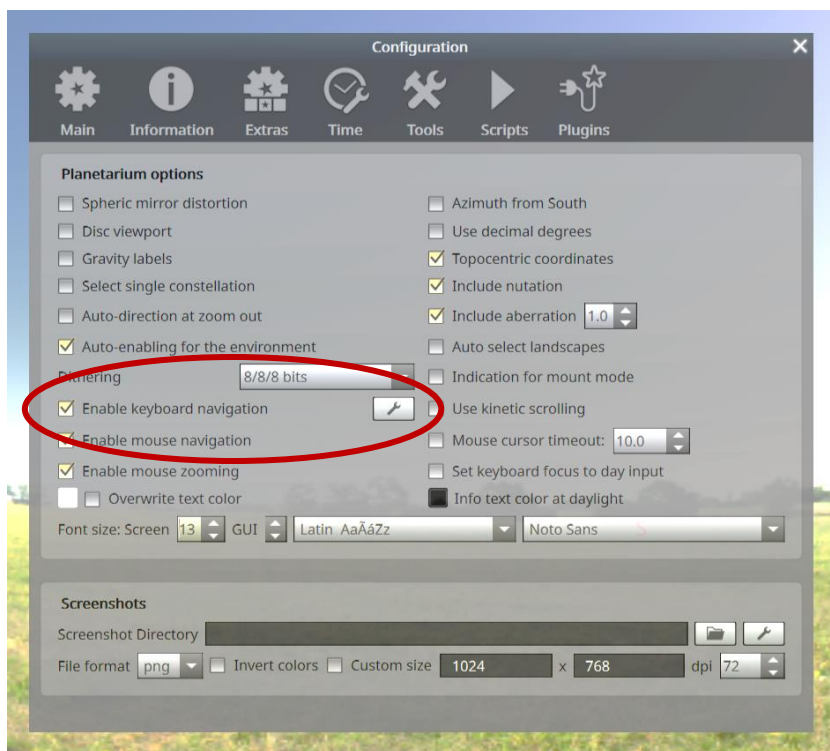 Configuration
Main Information Extras Time Tools Scripts Plugins
Planetarium options
Spheric mirror distortion Azimuth from South
Disc viewport Use decimal degrees
Gravity labels Topocentric coordinates
Select single constellation Include nutation
Auto-direction at zoom out Include aberration 1.0
Auto-enabling for the environment Auto select landscapes
Dithering 8/8/8 bits Indication for mount mode
Enable keyboard navigation Use kinetic scrolling
Enable mouse navigation Mouse cursor timeout: 10.0
Enable mouse zooming Set keyboard focus to day input
Overwrite text color Info text color at daylight
Font size: Screen 13 GUI Latin AaÃáŽz Noto Sans S
Screenshots
Screenshot Directory
File format png Invert colors Custom size 1024 x 768 dpi 72